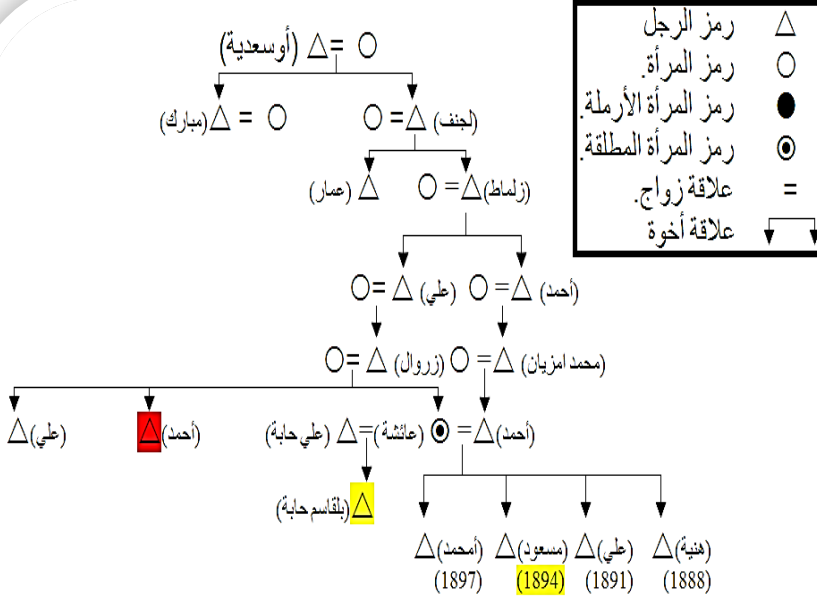 (أوسعدية) △ = ○
(مبارك) △ = ○
○ = △ (لجنف)
(عمار) △
○ = △ (زلماط)
○ = △ (علي)
○ = △ (أحمد)
○ = △ (زروال)
○ = △ (محمد امزيان)
△ (علي)
△ (أحمد)
(علي حابة) △ = (عائشة) = △ (أحمد)
(بلقاسم حابة) △
△ (أمحمد)
(1897)
△ (مسعود)
(1894)
△ (علي)
(1891)
△ (هنية)
(1888)
رمز الرجل △
رمز المرأة. ○
رمز المرأة الأرملة. ●
رمز المرأة المطلقة. ◉
علاقة زواج. =
علاقة أخوة